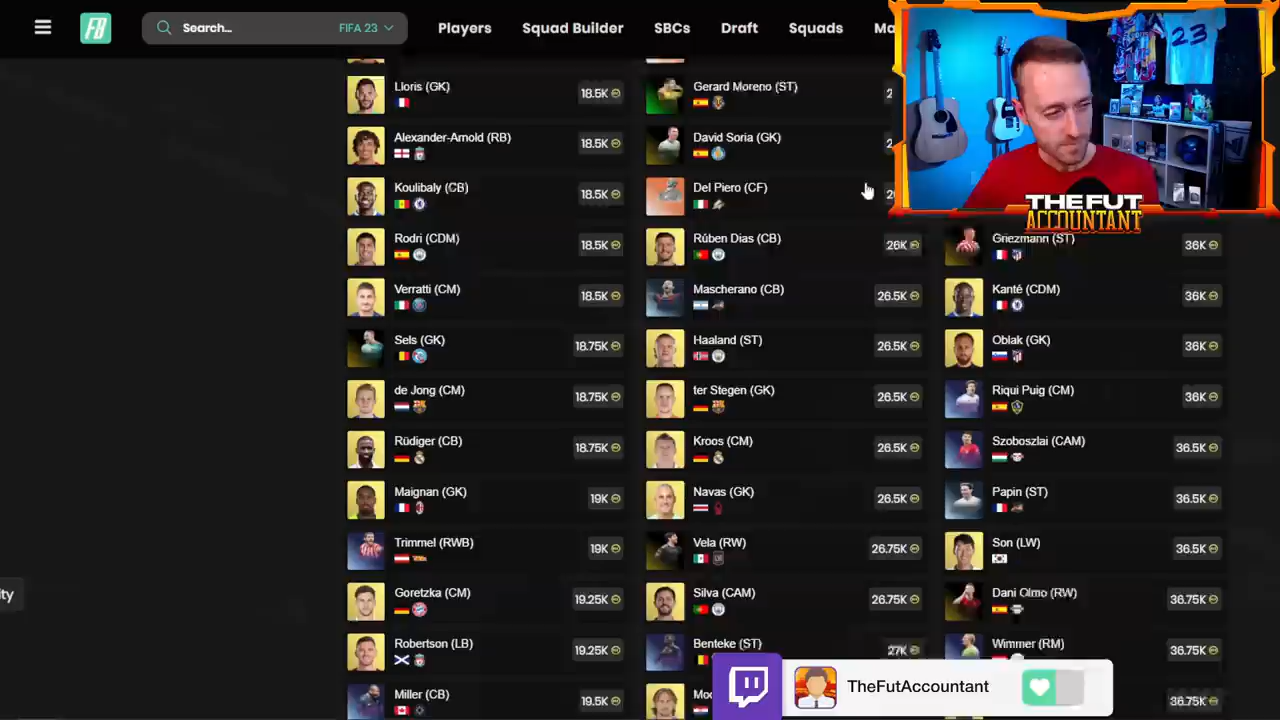 FB Search... FIFA 23 Players Squad Builder SBCs Draft Squads Ma
Lloris (GK) 18.5K
Alexander-Arnold (RB) 18.5K
Koulibaly (CB) 18.5K
Rodri (CDM) 18.5K
Verratti (CM) 18.5K
Sels (GK) 18.75K
de Jong (CM) 18.75K
Rüdiger (CB) 18.75K
Maignan (GK) 19K
Trimmel (RWB) 19K
Goretzka (CM) 19.25K
Robertson (LB) 19.25K
Miller (CB) 19.5K
Gerard Moreno (ST) 2
David Soria (GK) 2
Del Piero (CF) 2
Rúben Dias (CB) 26K
Mascherano (CB) 26.5K
Haaland (ST) 26.5K
ter Stegen (GK) 26.5K
Kroos (CM) 26.5K
Navas (GK) 26.5K
Vela (RW) 26.75K
Silva (CAM) 26.75K
Benteke (ST) 27K
Griezmann (ST) 36K
Kanté (CDM) 36K
Oblak (GK) 36K
Riqui Puig (CM) 36K
Szoboszlai (CAM) 36.5K
Papin (ST) 36.5K
Son (LW) 36.5K
Dani Olmo (RW) 36.75K
Wimmer (RM) 36.75K
36.75K
ty
23
THE FUT
ACCOUNTANT
TheFutAccountant